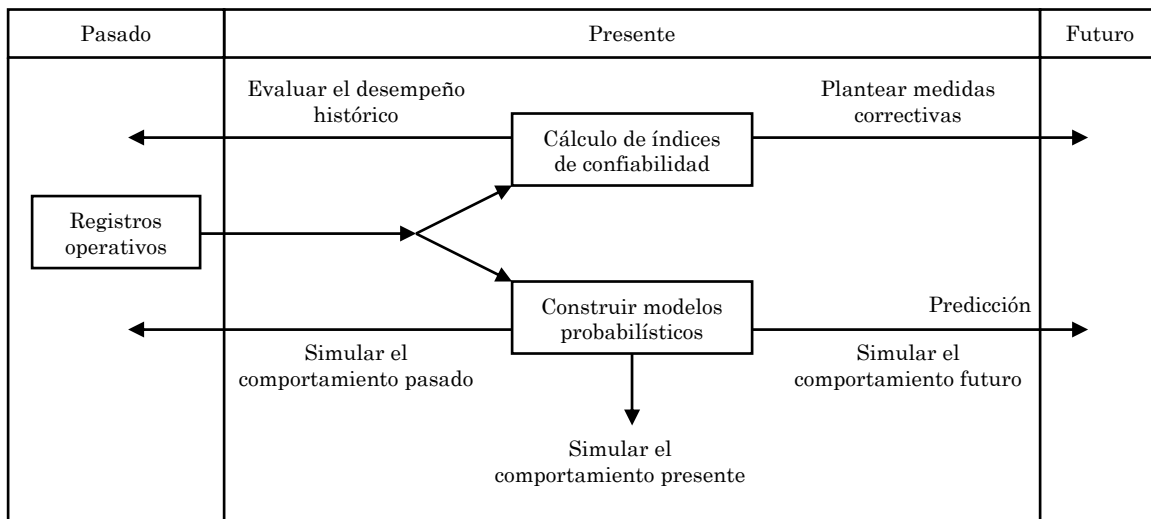 Pasado
Presente
Futuro
Evaluar el desempeño
histórico
Plantear medidas
correctivas
Cálculo de índices
de confiabilidad
Registros
operativos
Construir modelos
probabilísticos
Predicción
Simular el
comportamiento pasado
Simular el
comportamiento futuro
Simular el
comportamiento presente